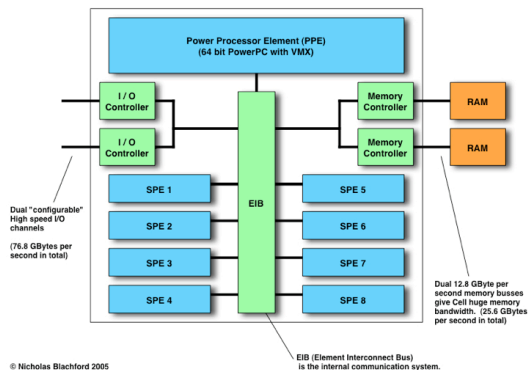 Power Processor Element (PPE)
(64 bit PowerPC with VMX)
I / O
Controller
I / O
Controller
Memory
Controller
Memory
Controller
RAM
RAM
EIB
SPE 1
SPE 2
SPE 3
SPE 4
SPE 5
SPE 6
SPE 7
SPE 8
Dual "configurable"
High speed I/O
channels
(76.8 GBytes per
second in total)
Dual 12.8 GByte per
second memory busses
give Cell huge memory
bandwidth. (25.6 GBytes
per second in total)
EIB (Element Interconnect Bus)
is the internal communication system.
© Nicholas Blachford 2005